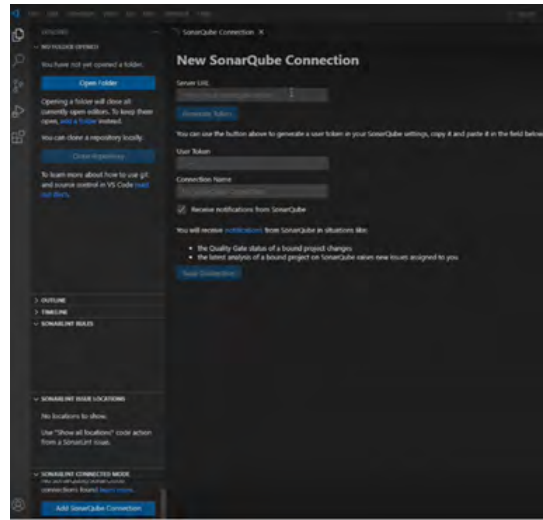 SonarQube Connection ×
NO FOLDER OPENED
You have not yet opened a folder.
Open Folder
Opening a folder will close all
currently open editors. To keep them
open, add a folder instead.
You can clone a repository locally.
Clone Repository
To learn more about how to use git
and source control in VS Code read
our docs.
OUTLINE
TIMELINE
SONARLINT RULES
SONARLINT ISSUE LOCATIONS
No locations to show.
Use "Show all locations" code action
from a SonarLint issue.
SONARLINT CONNECTED MODE
connections found learn more.
Add SonarQube Connection
New SonarQube Connection
Server URL
Generate Token
You can use the button above to generate a user token in your SonarQube settings, copy it and paste it in the field below
User Token
Connection Name
Receive notifications from SonarQube
You will receive notifications from SonarQube in situations like:
• the Quality Gate status of a bound project changes
• the latest analysis of a bound project on SonarQube raises new issues assigned to you
Save Connection